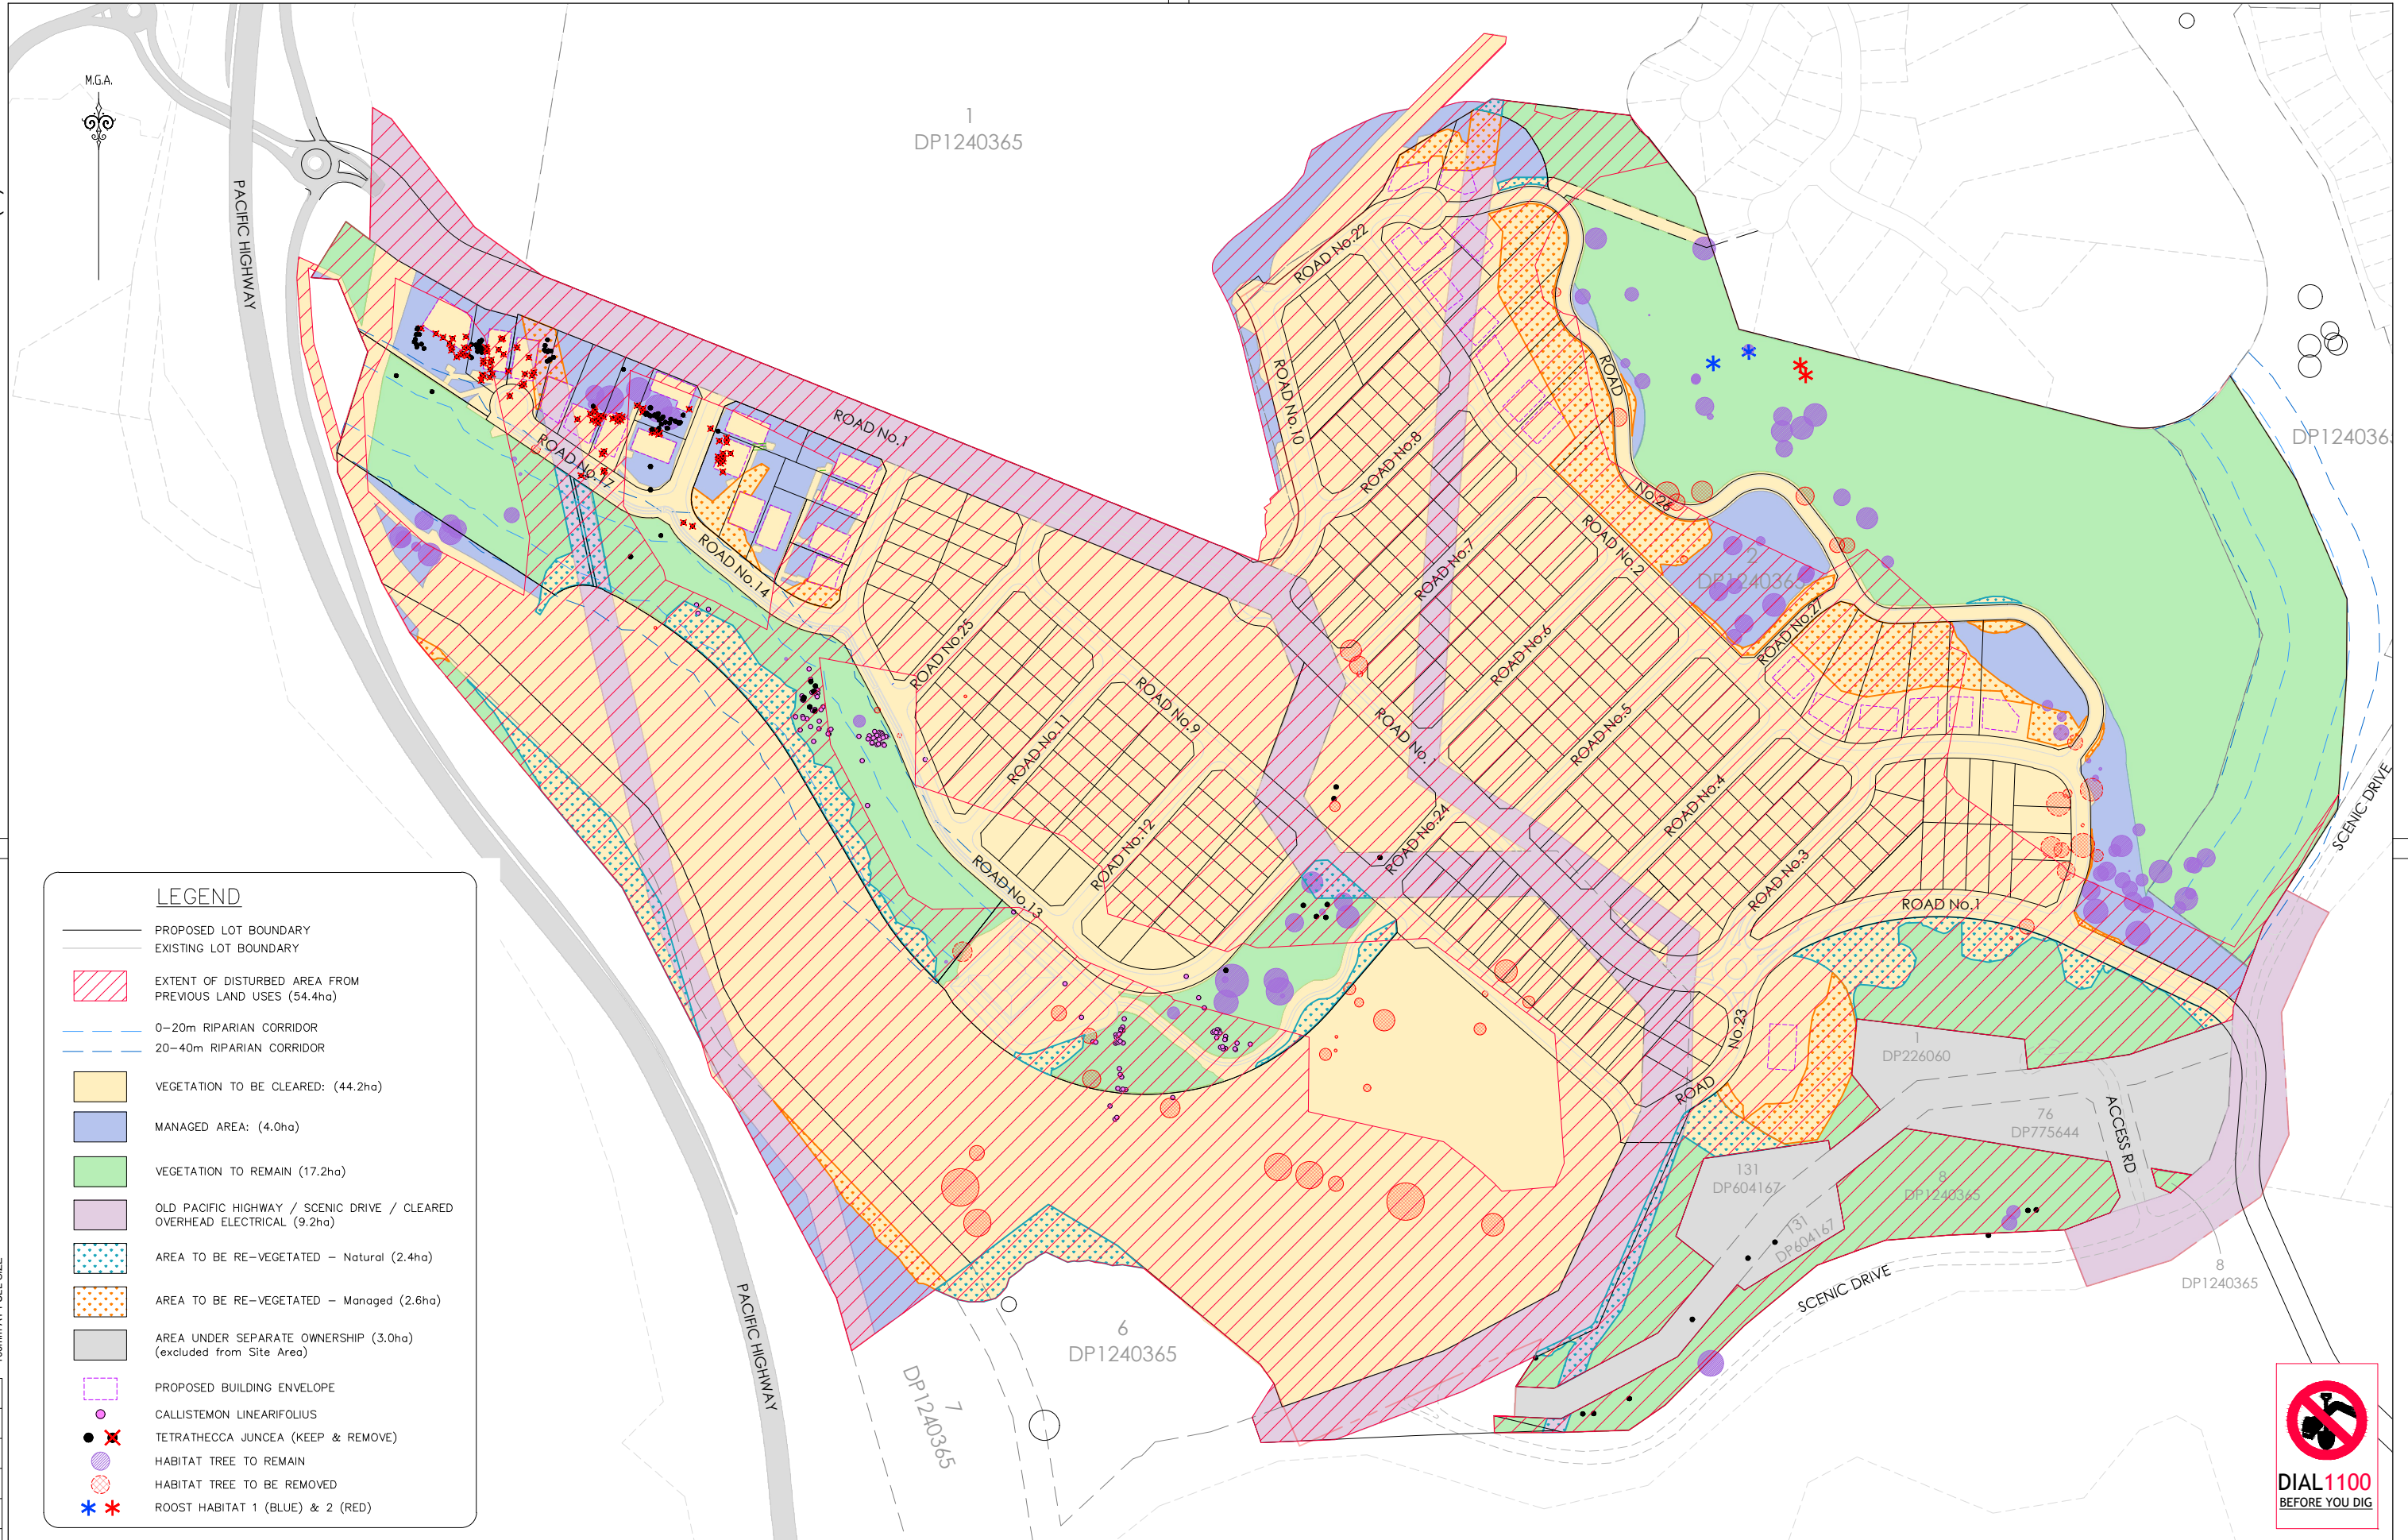 M.G.A.
1
DP1240365
PACIFIC HIGHWAY
ROAD No.22
ROAD No.1
ROAD No.10
ROAD No.8
ROAD
No.26
DP124036
ROAD No.17
ROAD No.14
ROAD No.7
ROAD No.2
2
DP1240365
ROAD No.27
ROAD No.25
ROAD No.6
ROAD No.9
ROAD No.11
ROAD No.1
ROAD No.5
ROAD No.4
ROAD No.24
ROAD No.12
ROAD No.3
ROAD No.13
ROAD No.1
SCENIC DRIVE
ROAD
No.23
1
DP226060
76
DP775644
ACCESS RD
131
DP604167
8
DP1240365
131
DP604167
SCENIC DRIVE
8
DP1240365
PACIFIC HIGHWAY
6
DP1240365
7
DP1240365
LEGEND
PROPOSED LOT BOUNDARY
EXISTING LOT BOUNDARY
EXTENT OF DISTURBED AREA FROM
PREVIOUS LAND USES (54.4ha)
0-20m RIPARIAN CORRIDOR
20-40m RIPARIAN CORRIDOR
VEGETATION TO BE CLEARED: (44.2ha)
MANAGED AREA: (4.0ha)
VEGETATION TO REMAIN (17.2ha)
OLD PACIFIC HIGHWAY / SCENIC DRIVE / CLEARED
OVERHEAD ELECTRICAL (9.2ha)
AREA TO BE RE-VEGETATED - Natural (2.4ha)
AREA TO BE RE-VEGETATED - Managed (2.6ha)
AREA UNDER SEPARATE OWNERSHIP (3.0ha)
(excluded from Site Area)
PROPOSED BUILDING ENVELOPE
CALLISTEMON LINEARIFOLIUS
TETRATHECCA JUNCEA (KEEP & REMOVE)
HABITAT TREE TO REMAIN
HABITAT TREE TO BE REMOVED
ROOST HABITAT 1 (BLUE) & 2 (RED)
DIAL1100
BEFORE YOU DIG